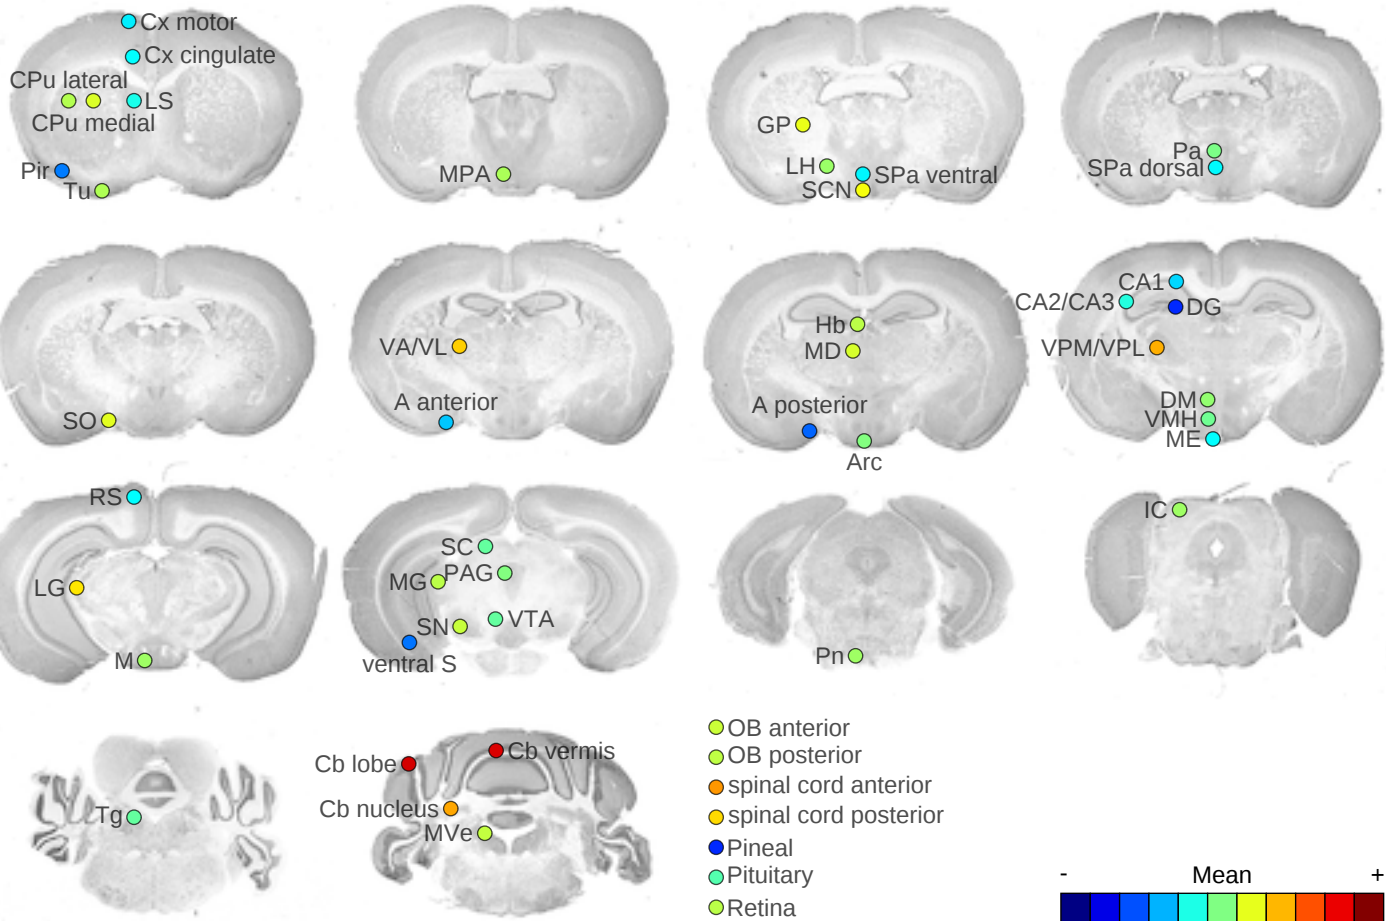 Cx motor
Cx cingulate
CPu lateral
LS
CPu medial
Pir
Tu
MPA
GP
LH
SPa ventral
SCN
Pa
SPa dorsal
SO
VA/VL
A anterior
Hb
MD
A posterior
Arc
CA1
CA2/CA3
DG
VPM/VPL
DM
VMH
ME
RS
LG
M
SC
MG
PAG
SN
VTA
ventral S
Pn
IC
Tg
Cb lobe
Cb vermis
Cb nucleus
MVe
OB anterior
OB posterior
spinal cord anterior
spinal cord posterior
Pineal
Pituitary
Retina
- Mean +